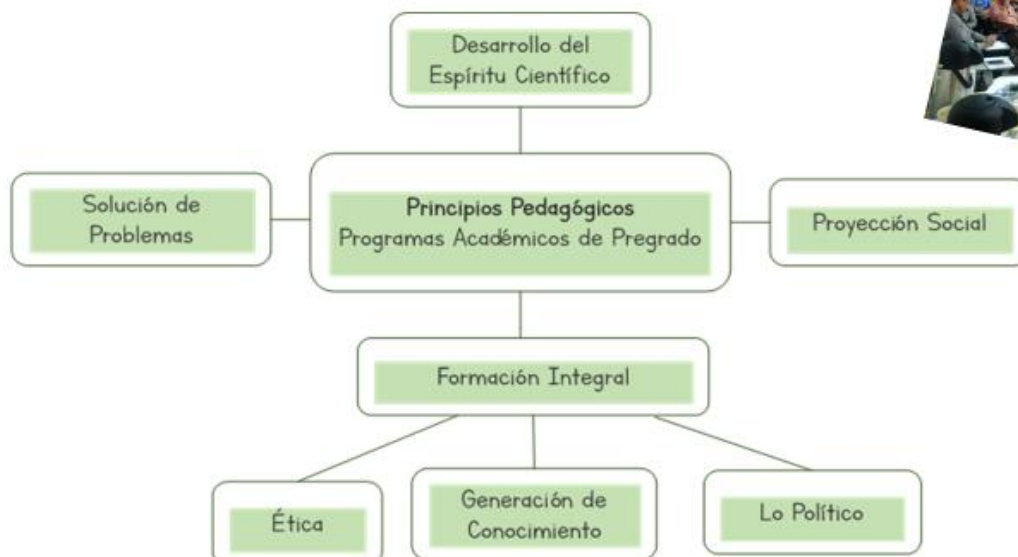 Desarrollo del
Espíritu Científico
Solución de
Problemas
Principios Pedagógicos
Programas Académicos de Pregrado
Proyección Social
Formación Integral
Ética
Generación de
Conocimiento
Lo Político